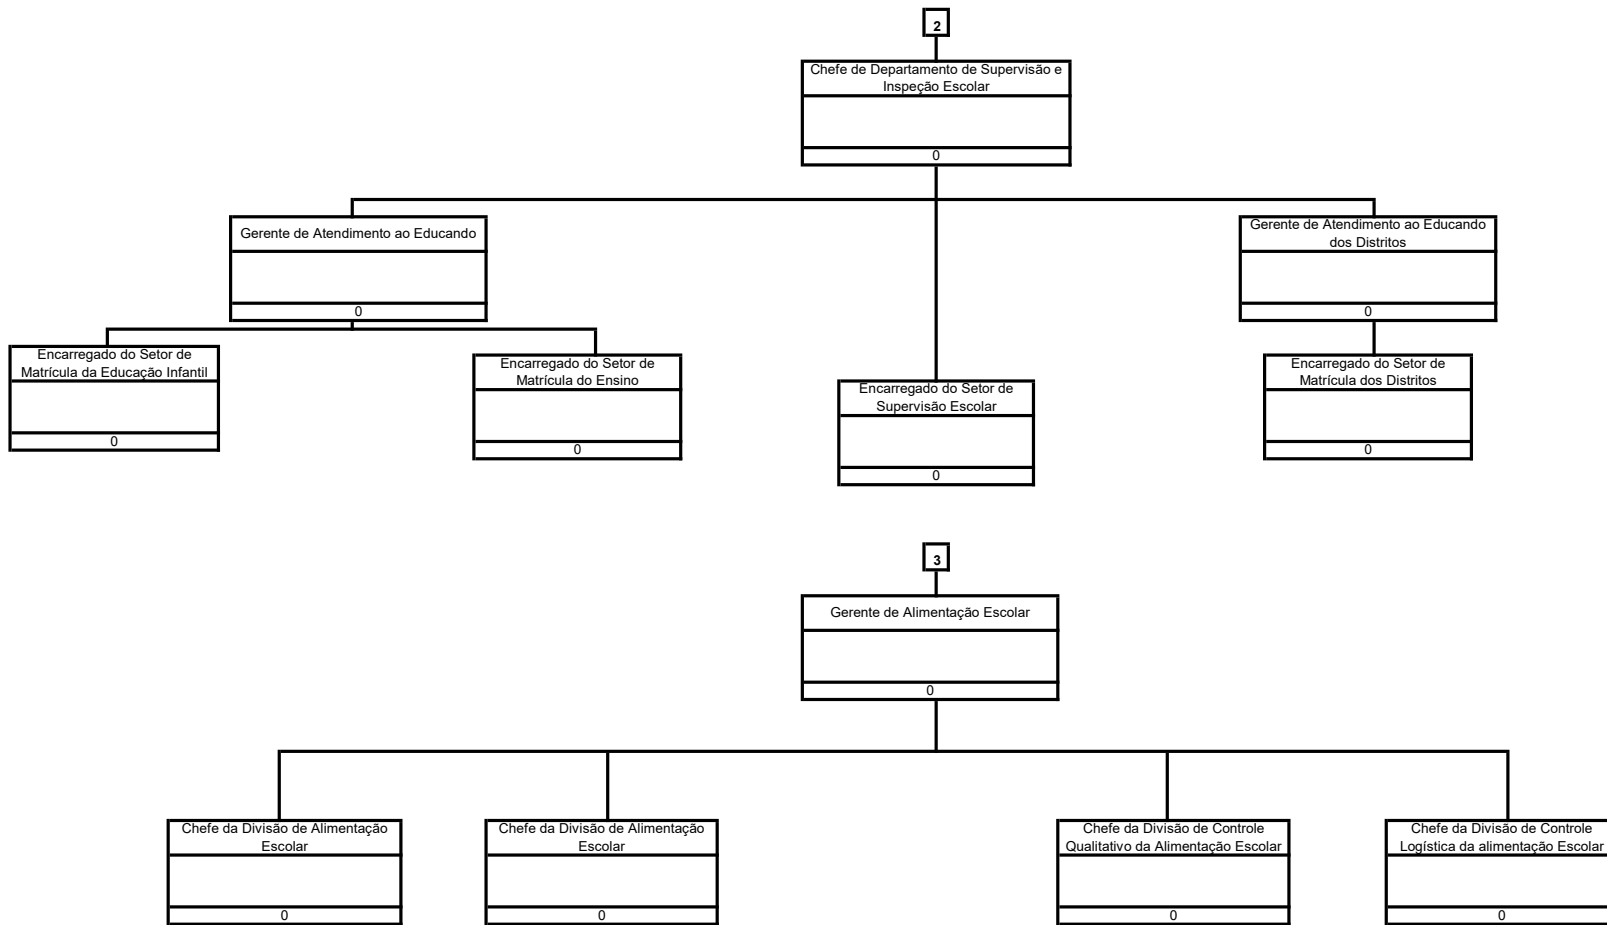 2
Chefe de Departamento de Supervisão e
Inspeção Escolar
0
Gerente de Atendimento ao Educando
0
Gerente de Atendimento ao Educando
dos Distritos
0
Encarregado do Setor de
Matrícula da Educação Infantil
0
Encarregado do Setor de
Matrícula do Ensino
0
Encarregado do Setor de
Supervisão Escolar
0
Encarregado do Setor de
Matrícula dos Distritos
0
3
Gerente de Alimentação Escolar
0
Chefe da Divisão de Alimentação
Escolar
0
Chefe da Divisão de Alimentação
Escolar
0
Chefe da Divisão de Controle
Qualitativo da Alimentação Escolar
0
Chefe da Divisão de Controle
Logística da alimentação Escolar
0